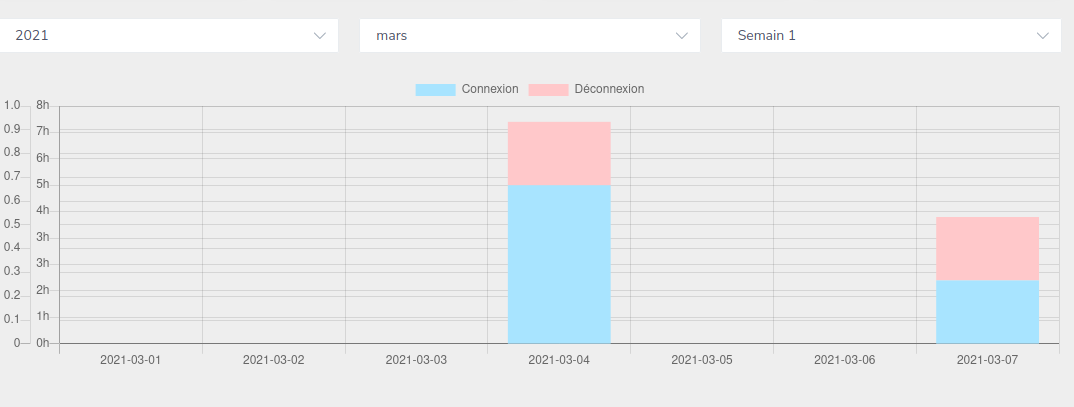 2021 mars Semain 1
Connexion Déconnexion
1.0 8h
0.9 7h
0.8 6h
0.7 5h
0.6 4h
0.5 3h
0.4 3h
0.3 2h
0.2 1h
0.1 0h
0
2021-03-01 2021-03-02 2021-03-03 2021-03-04 2021-03-05 2021-03-06 2021-03-07